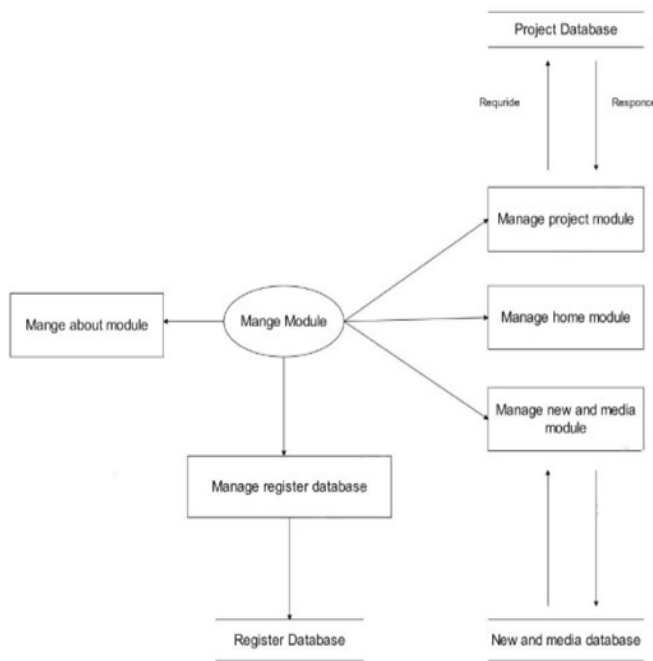 Project Database
Requride
Responce
Manage project module
Mange about module
Mange Module
Manage home module
Manage new and media
module
Manage register database
Register Database
New and media database